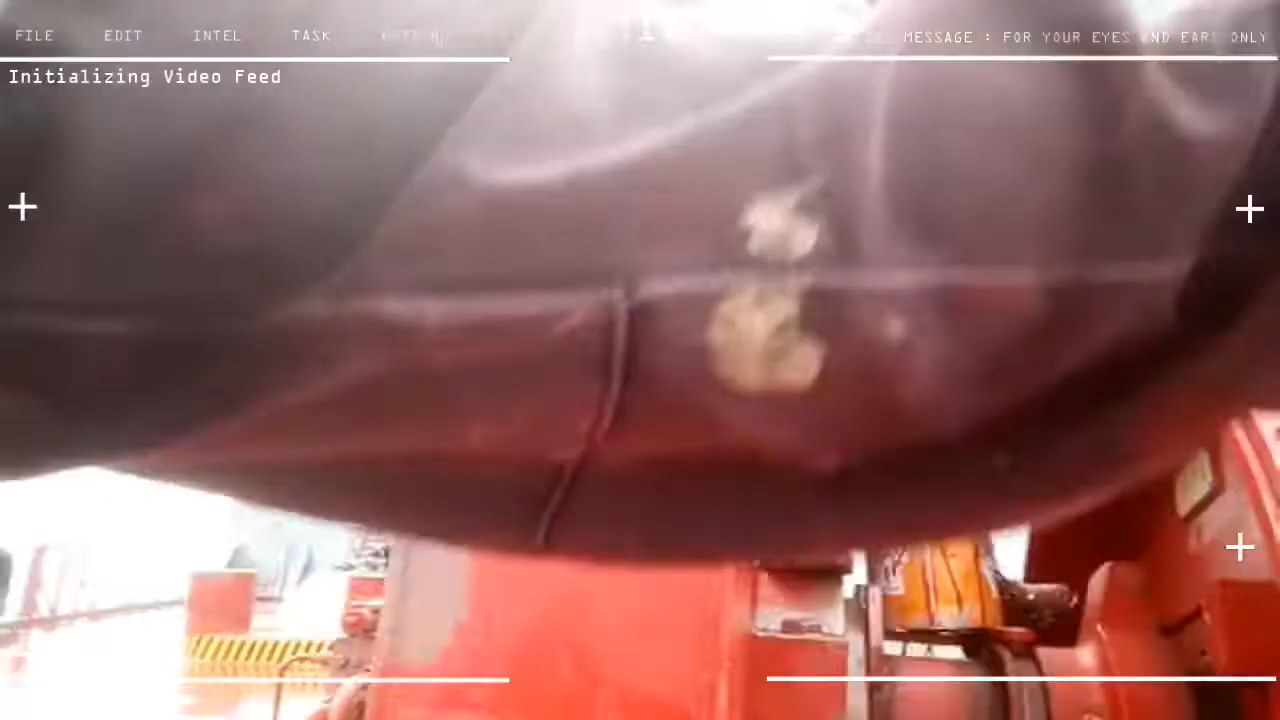 FILE EDIT INTEL TASK
MESSAGE : FOR YOUR EYES AND EARS ONLY
Initializing Video Feed